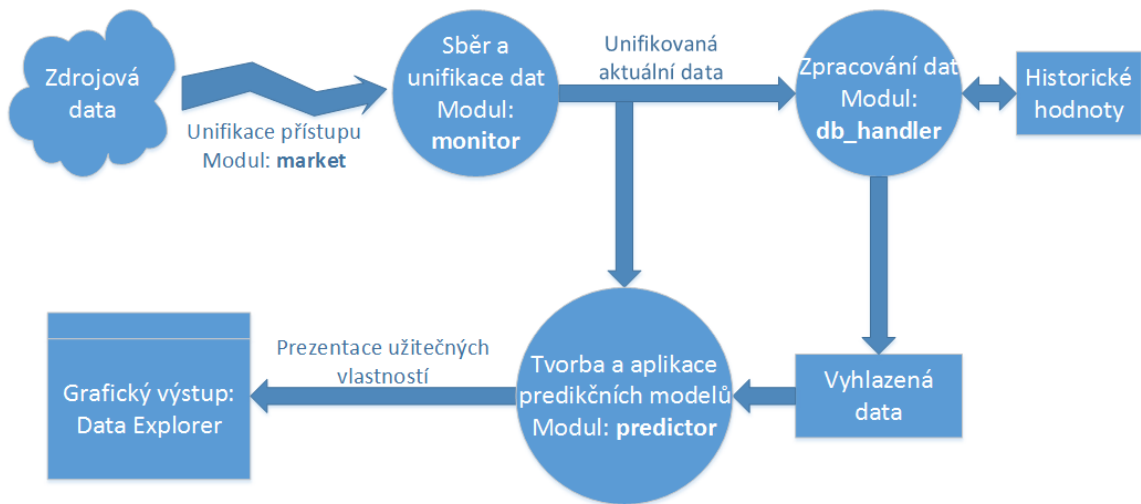 Zdrojová
data
Unifikace přístupu
Modul: market
Sběr a
unifikace dat
Modul:
monitor
Unifikovaná
aktuální data
Zpracování dat
Modul:
db_handler
Historické
hodnoty
Grafický výstup:
Data Explorer
Prezentace užitečných
vlastností
Tvorba a aplikace
predikčních modelů
Modul: predictor
Vyhlazená
data